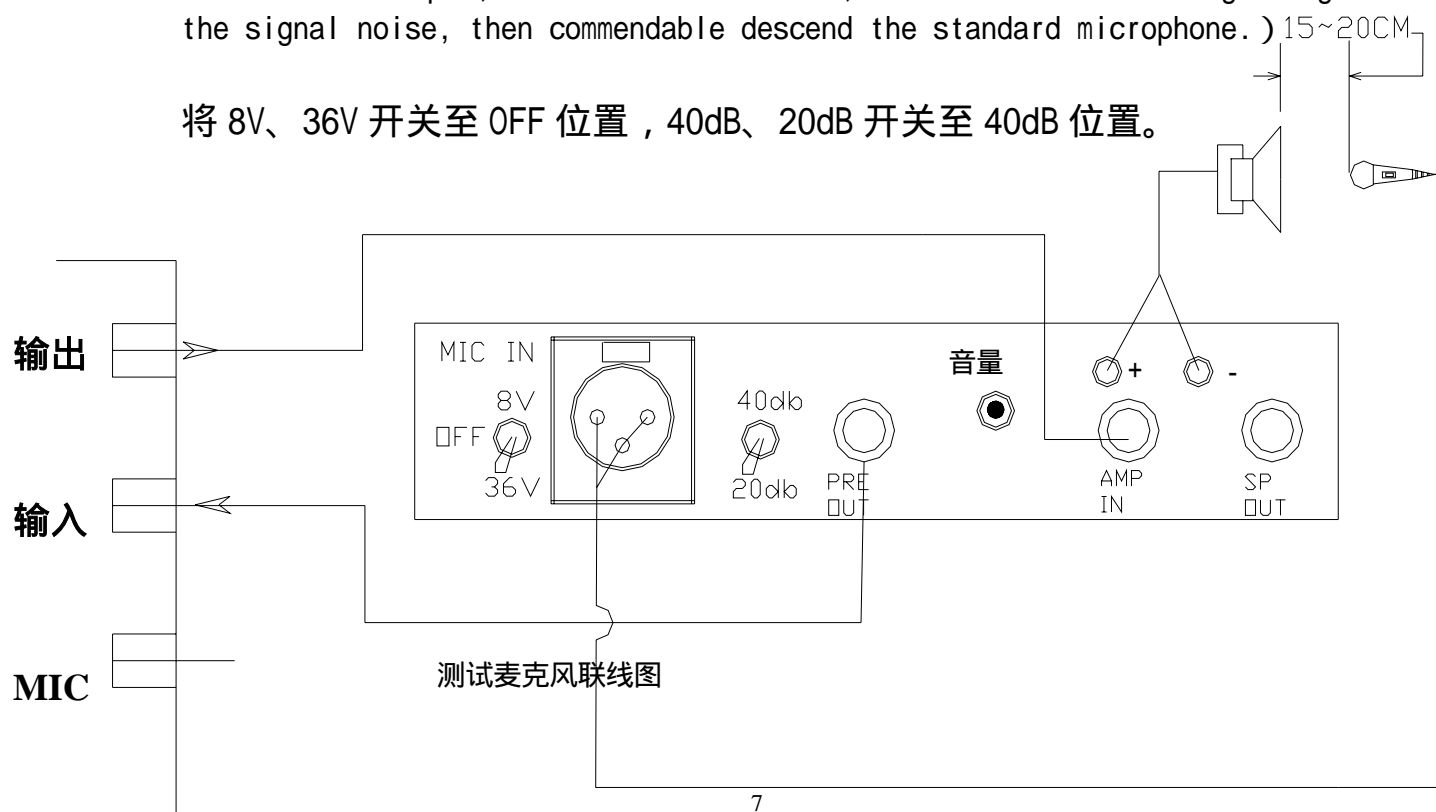 the signal noise, then commendable descend the standard microphone.)
15~20CM
将 8V、36V 开关至 OFF 位置，40dB、20dB 开关至 40dB 位置。
输出
MIC IN
8V
OFF
36V
40db
20db
PRE
OUT
音量
+
-
AMP
IN
SP
OUT
输入
MIC
测试麦克风联线图
7